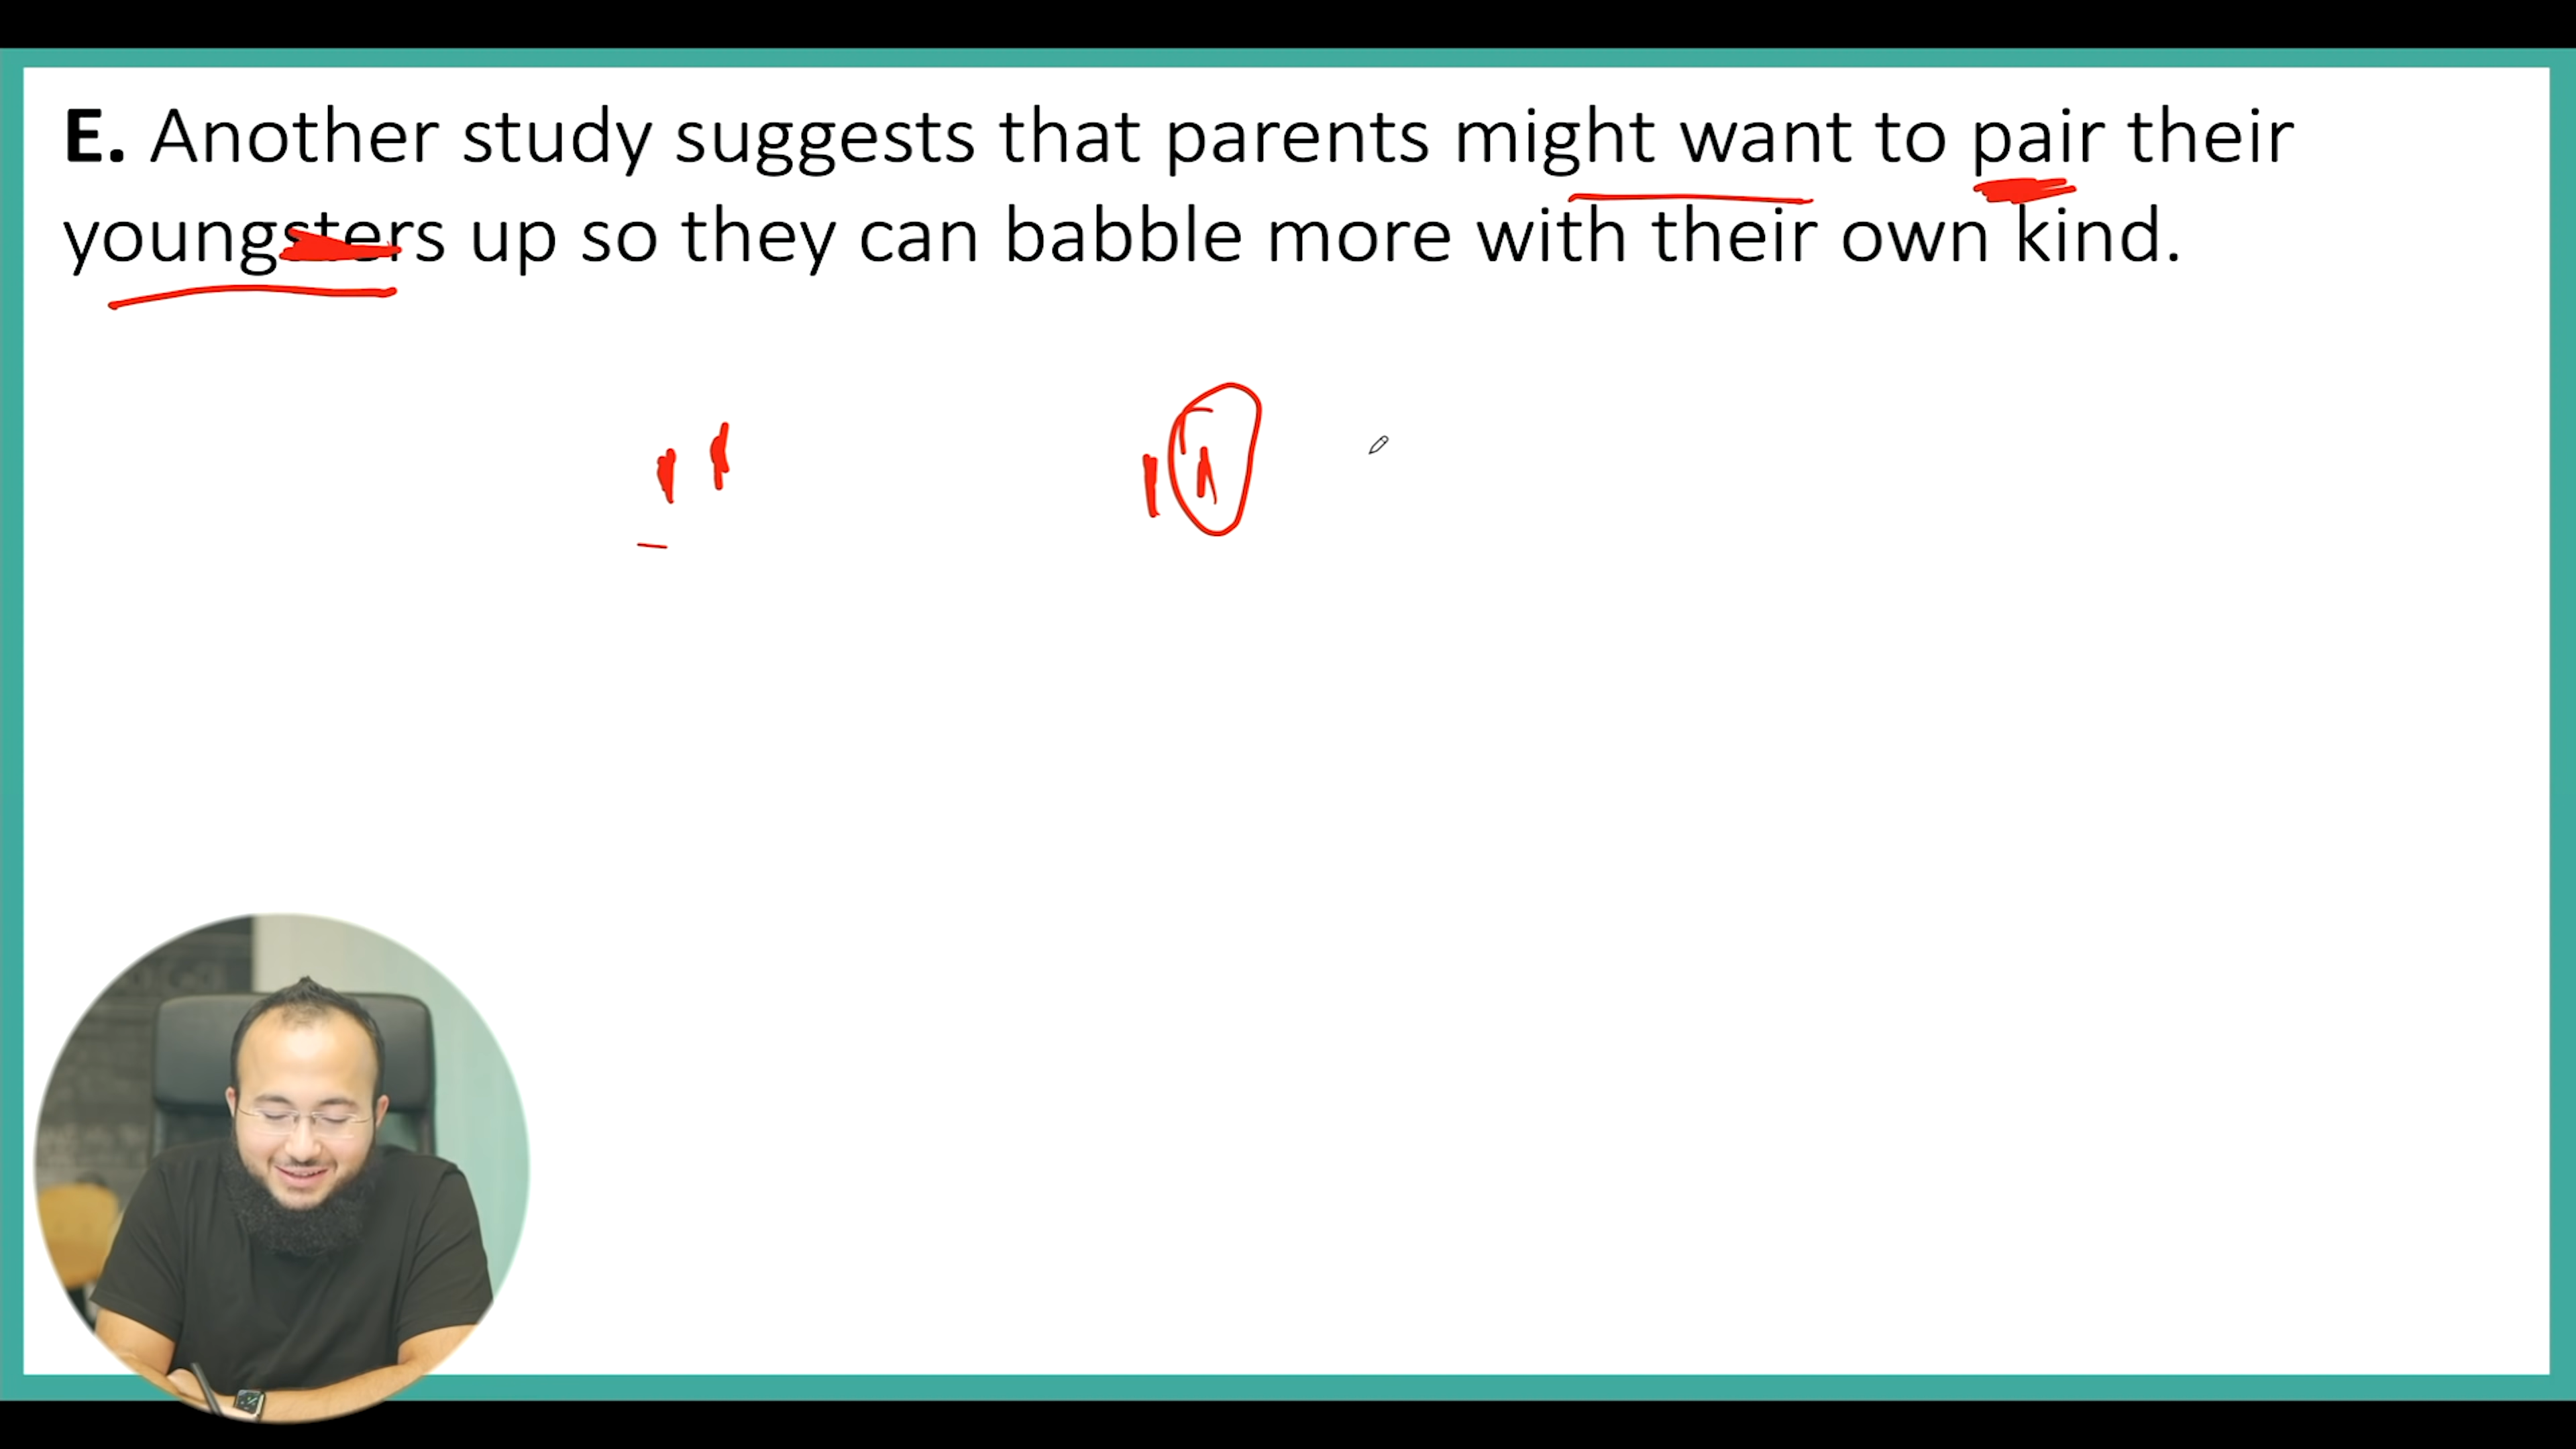 E. Another study suggests that parents might want to pair their
youngsters up so they can babble more with their own kind.